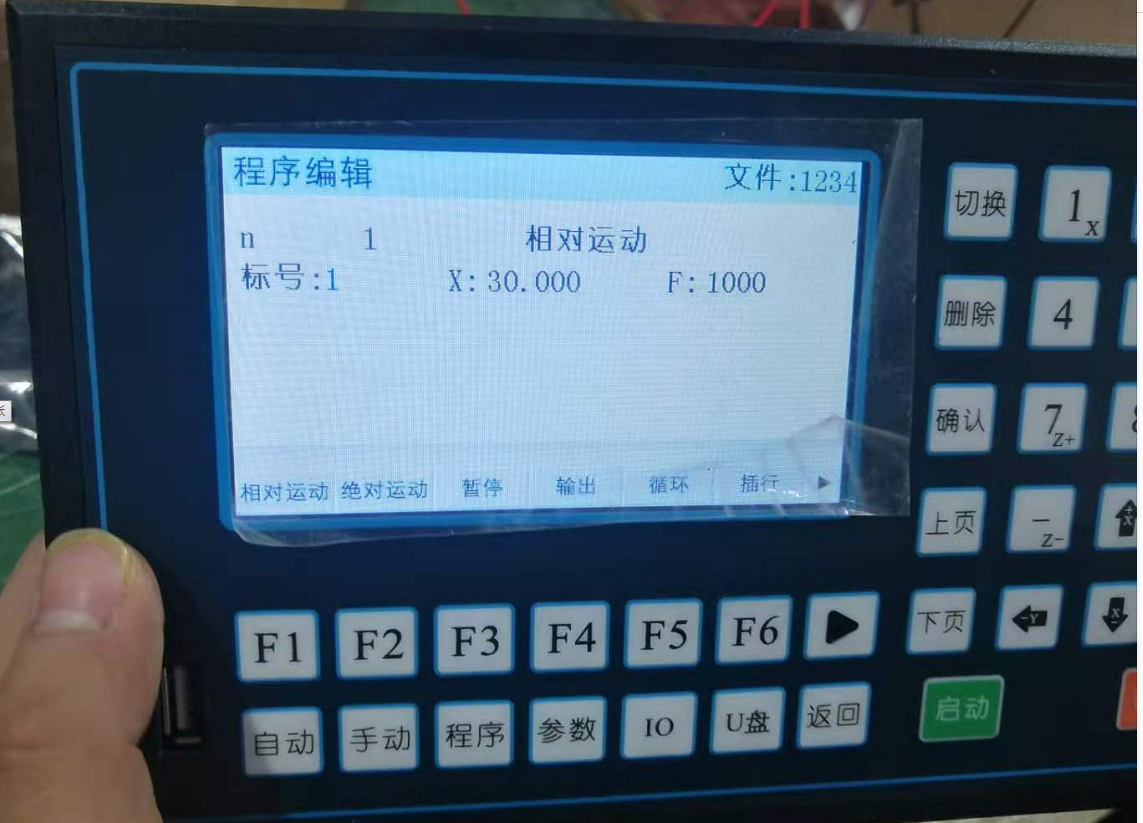 程序编辑 文件:1234
n 1 相对运动
标号:1 X:30.000 F:1000
相对运动 绝对运动 暂停 输出 循环 插行 ▶
切换 1 X
删除 4
确认 7 Z+
上页 — Z- X+
F1 F2 F3 F4 F5 F6 ▶ 下页 -Y X-
自动 手动 程序 参数 IO U盘 返回 启动